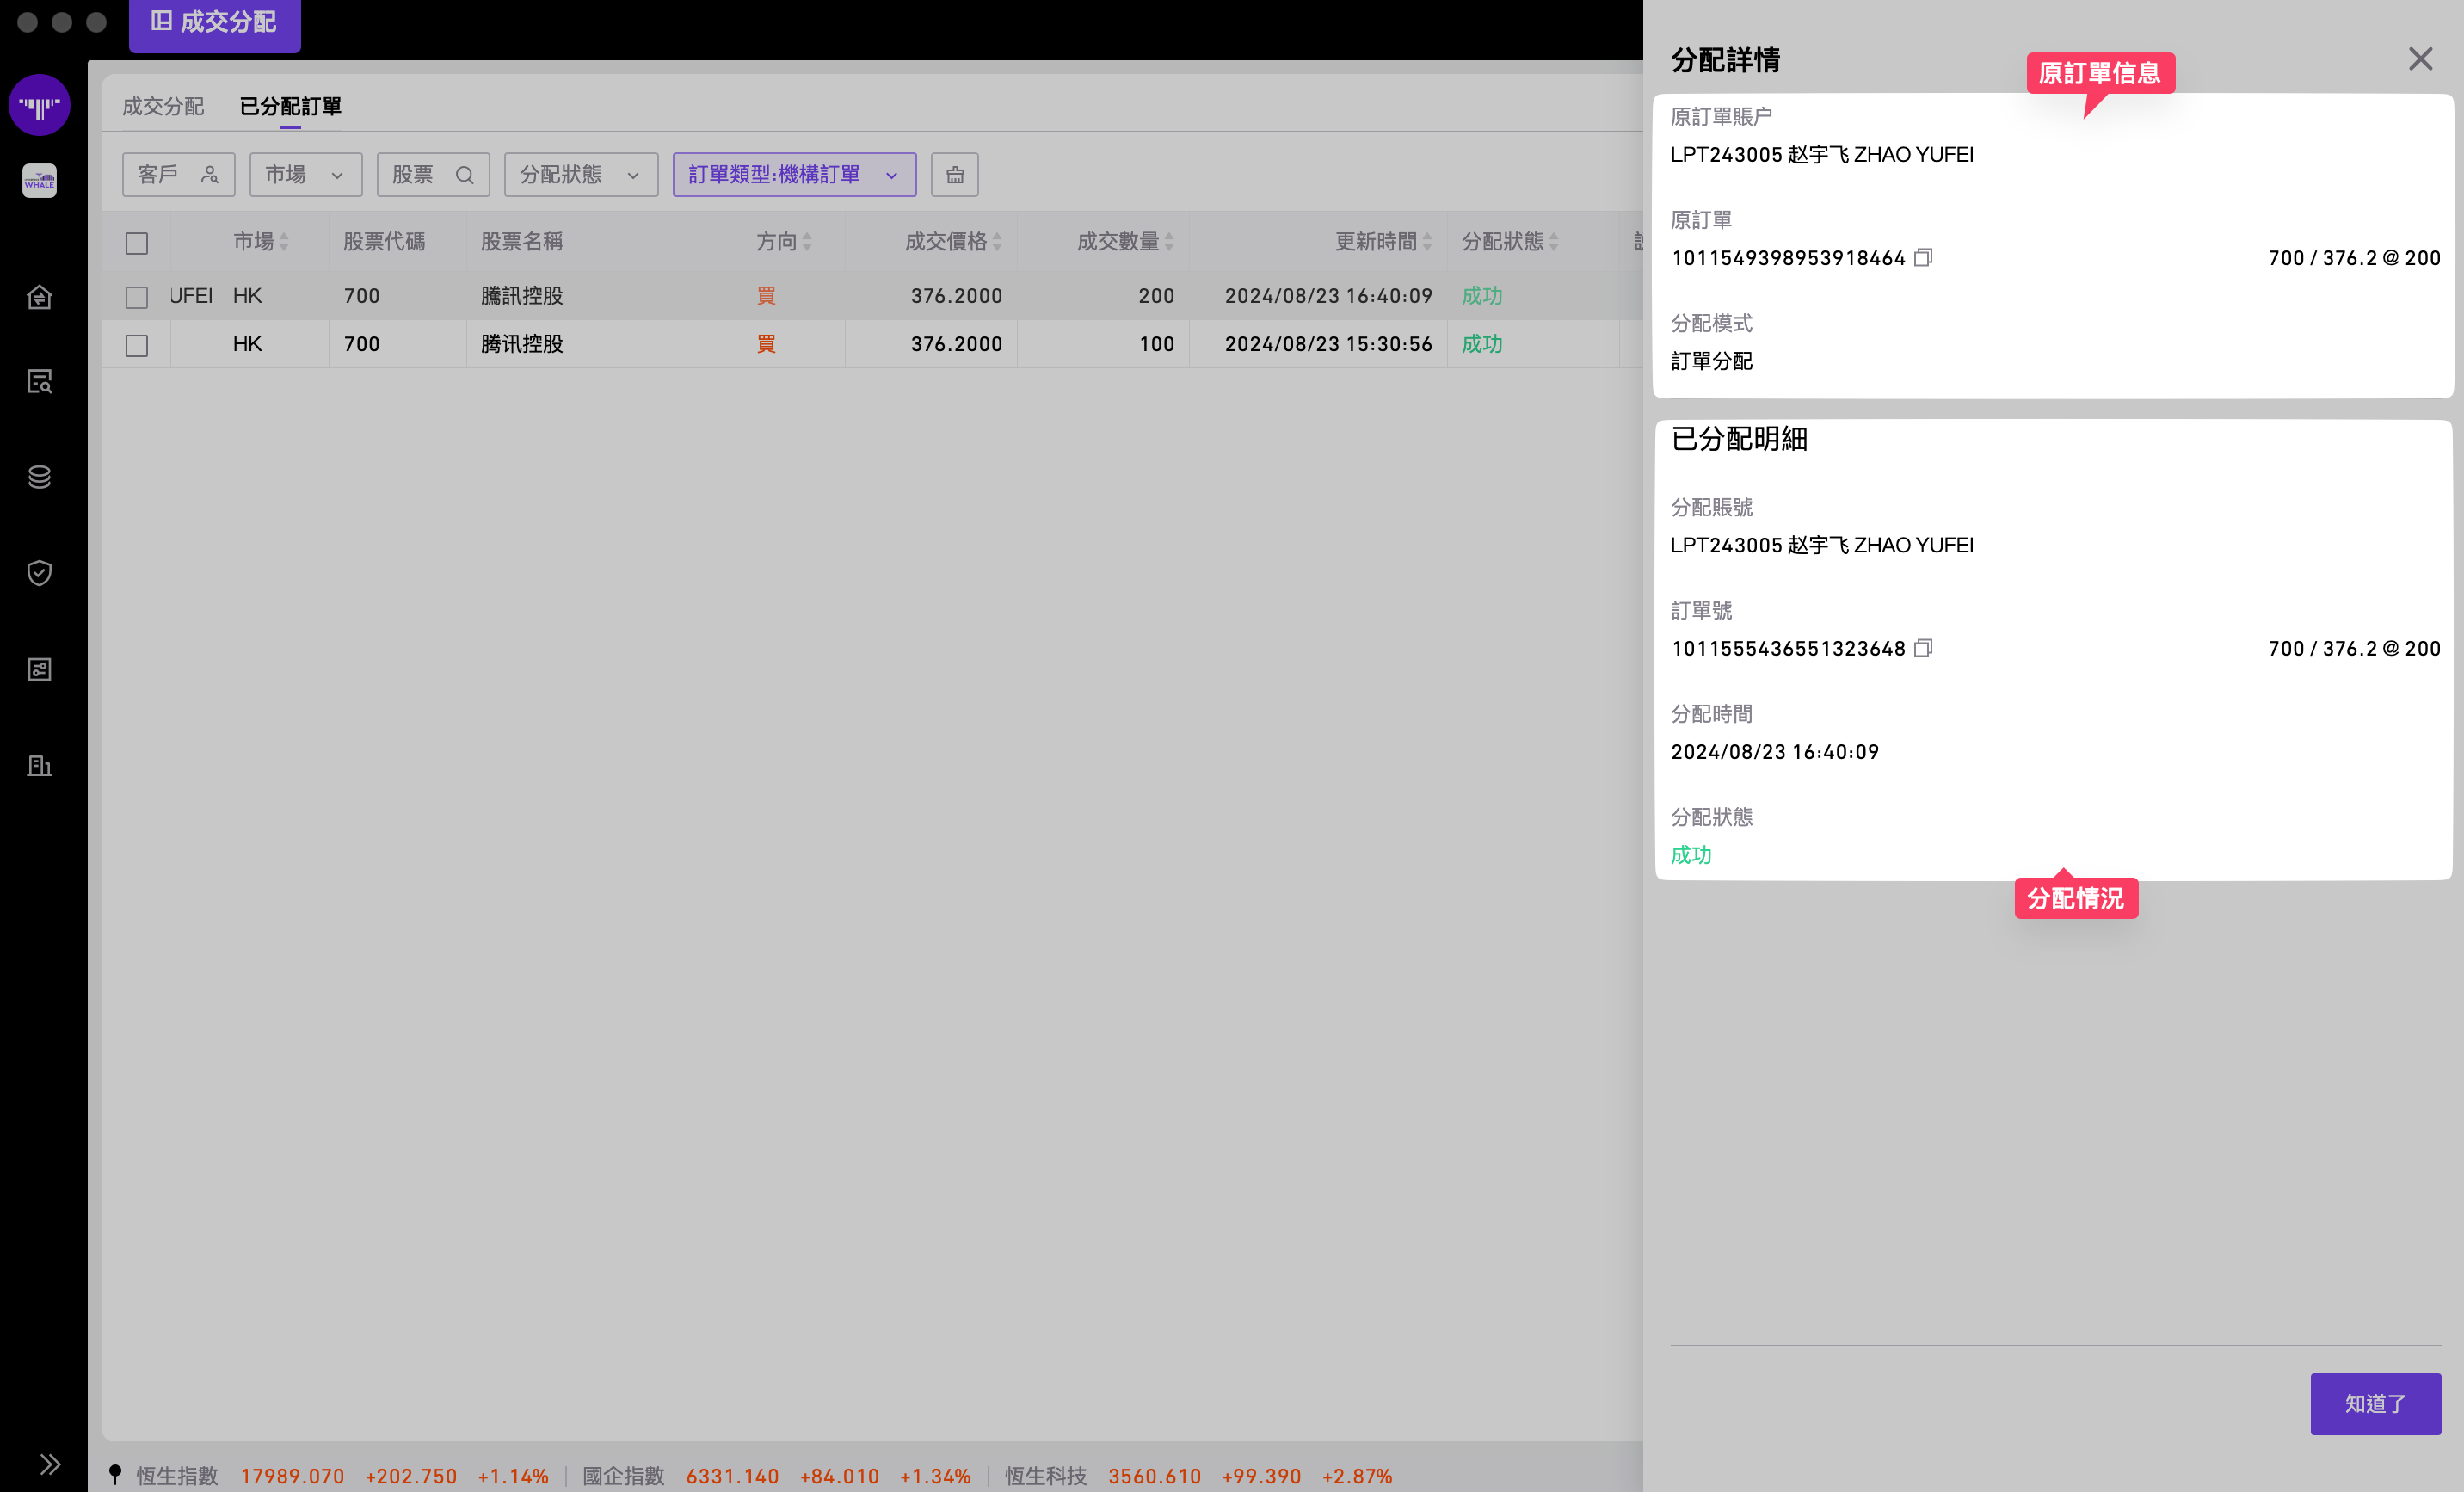 成交分配
WHALE
成交分配 已分配訂單
客戶 市場 股票 分配狀態 訂單類型:機構訂單
市場 股票代碼 股票名稱 方向 成交價格 成交數量 更新時間 分配狀態
UFEI HK 700 騰訊控股 買 376.2000 200 2024/08/23 16:40:09 成功
HK 700 腾讯控股 買 376.2000 100 2024/08/23 15:30:56 成功
恆生指數 17989.070 +202.750 +1.14% 國企指數 6331.140 +84.010 +1.34% 恆生科技 3560.610 +99.390 +2.87%
分配詳情
原訂單信息
原訂單賬户
LPT243005 赵宇飞 ZHAO YUFEI
原訂單
1011549398953918464 700 / 376.2 @ 200
分配模式
訂單分配
已分配明細
分配賬號
LPT243005 赵宇飞 ZHAO YUFEI
訂單號
1011555436551323648 700 / 376.2 @ 200
分配時間
2024/08/23 16:40:09
分配狀態
成功
分配情況
知道了